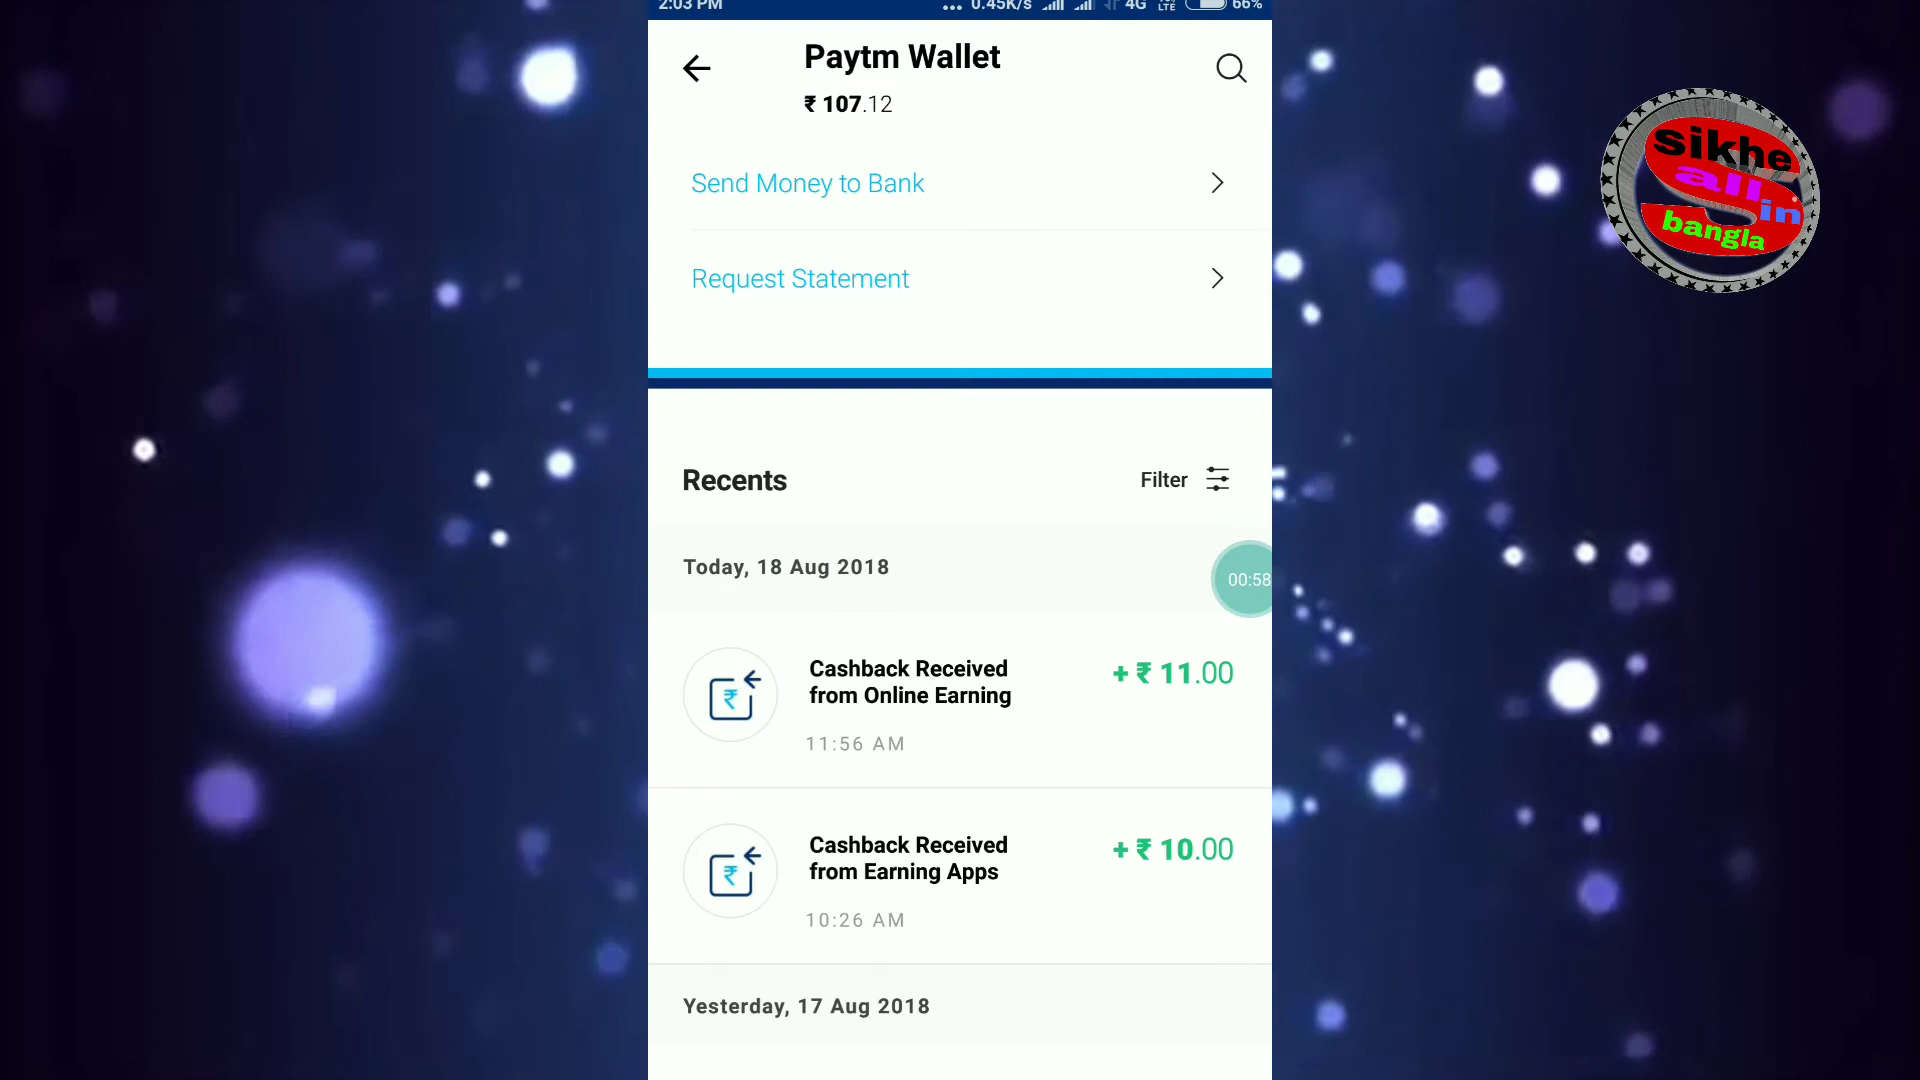 2:03 PM ... 0.45K/s 4G LTE 66%
Paytm Wallet
₹ 107.12
Send Money to Bank
Request Statement
Recents
Filter
Today, 18 Aug 2018
00:58
Cashback Received
from Online Earning
+ ₹ 11.00
11:56 AM
Cashback Received
from Earning Apps
+ ₹ 10.00
10:26 AM
Yesterday, 17 Aug 2018
Sikhe
all
in
bangla